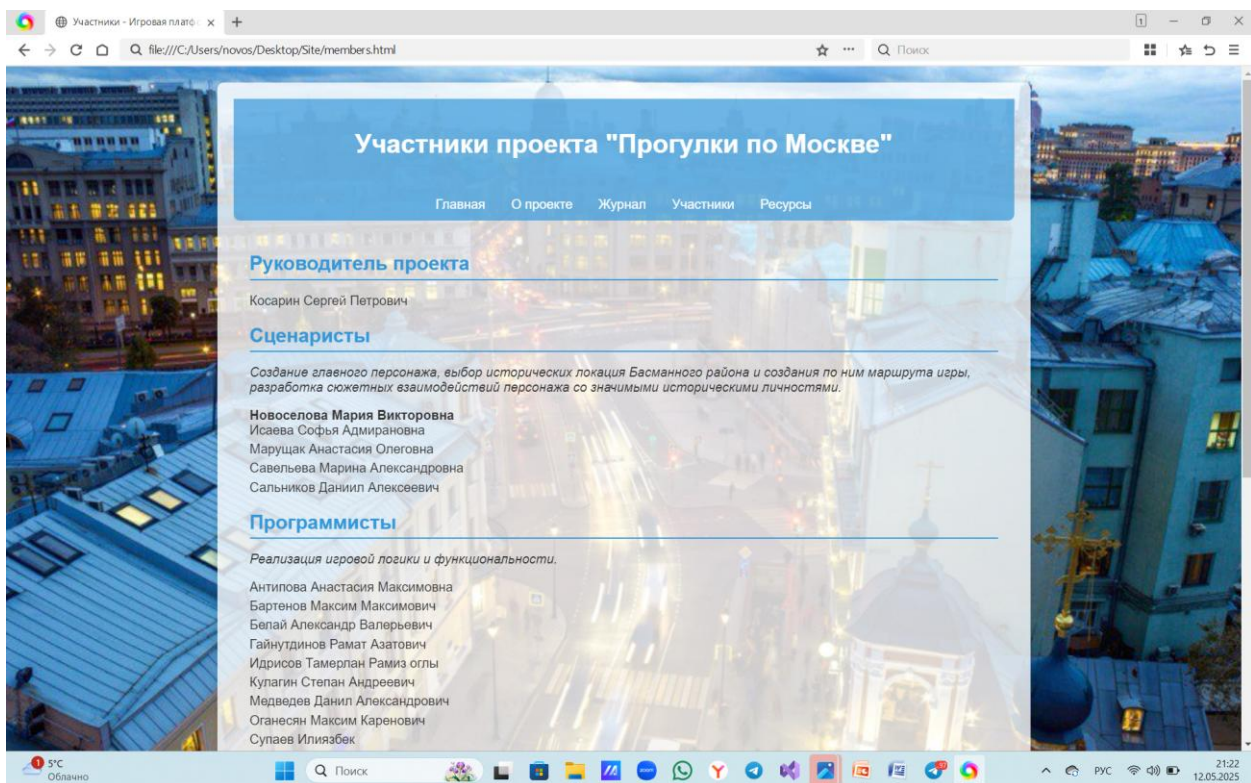 Участники - Игровая платфо
1
file:///C:/Users/novos/Desktop/Site/members.html
Поиск
Участники проекта "Прогулки по Москве"
Главная О проекте Журнал Участники Ресурсы
Руководитель проекта
Косарин Сергей Петрович
Сценаристы
Создание главного персонажа, выбор исторических локация Басманного района и создания по ним маршрута игры,
разработка сюжетных взаимодействий персонажа со значимыми историческими личностями.
Новоселова Мария Викторовна
Исаева Софья Адмирановна
Марущак Анастасия Олеговна
Савельева Марина Александровна
Сальников Даниил Алексеевич
Программисты
Реализация игровой логики и функциональности.
Антипова Анастасия Максимовна
Бартенов Максим Максимович
Белай Александр Валерьевич
Гайнутдинов Рамат Азатович
Идрисов Тамерлан Рамиз оглы
Кулагин Степан Андреевич
Медведев Данил Александрович
Оганесян Максим Каренович
Супаев Илиязбек
1
5°C
Облачно
Поиск
zoom
РУС
21:22
12.05.2025